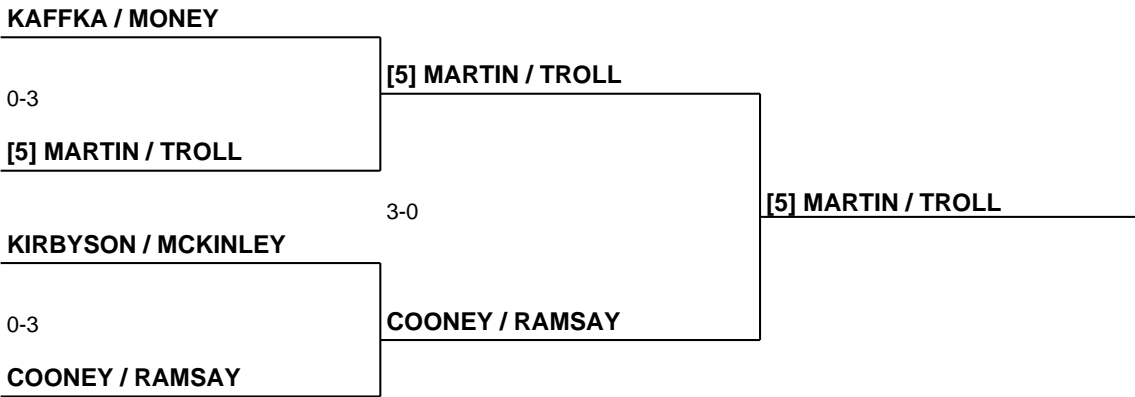 KAFFKA / MONEY
[5] MARTIN / TROLL
0-3
[5] MARTIN / TROLL
3-0
[5] MARTIN / TROLL
KIRBYSON / MCKINLEY
0-3
COONEY / RAMSAY
COONEY / RAMSAY